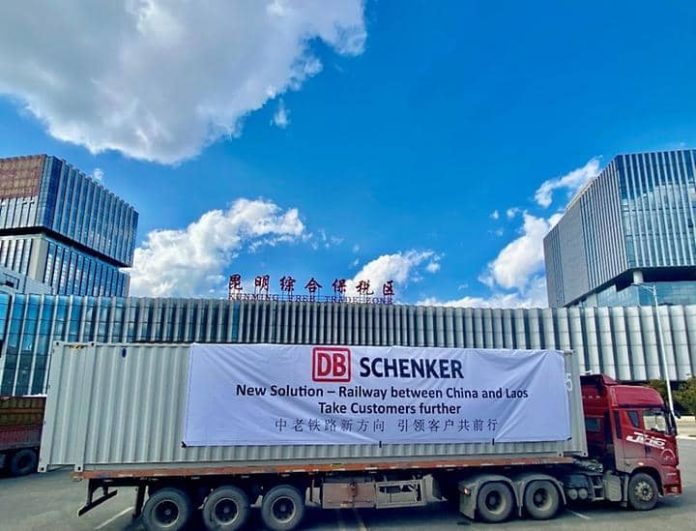 昆明综合保税区
KUNMING FREE TRADE ZONE
DB SCHENKER
New Solution – Railway between China and Laos
Take Customers further
中老铁路新方向 引领客户共前行